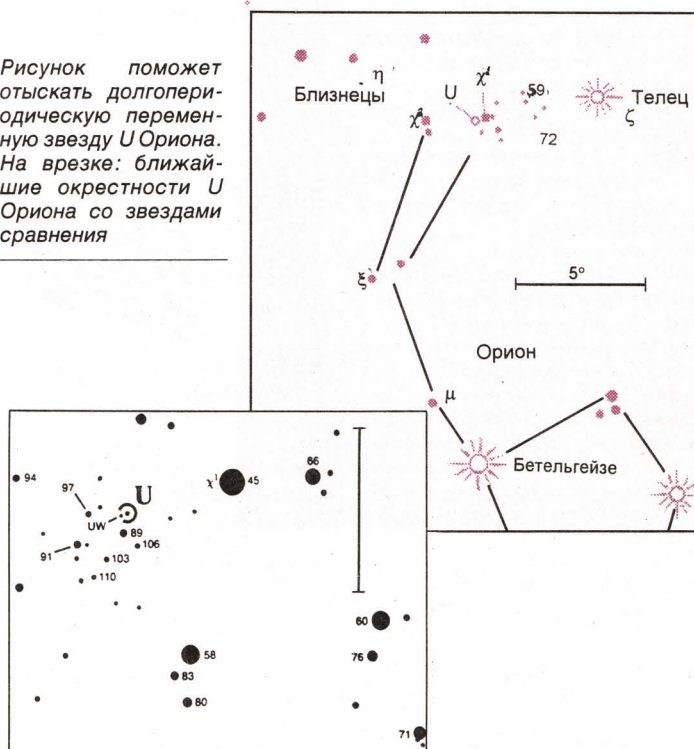 Рисунок поможет
отыскать долгопери-
одическую перемен-
ную звезду U Ориона.
На врезке: ближай-
шие окрестности U
Ориона со звездами
сравнения
η
Близнецы
U
χ¹
59
Телец
ζ
χ²
72
ξ
5°
Орион
μ
Бетельгейзе
94
97
U
UW
89
106
91
103
110
χ¹
45
66
60
58
76
83
80
71